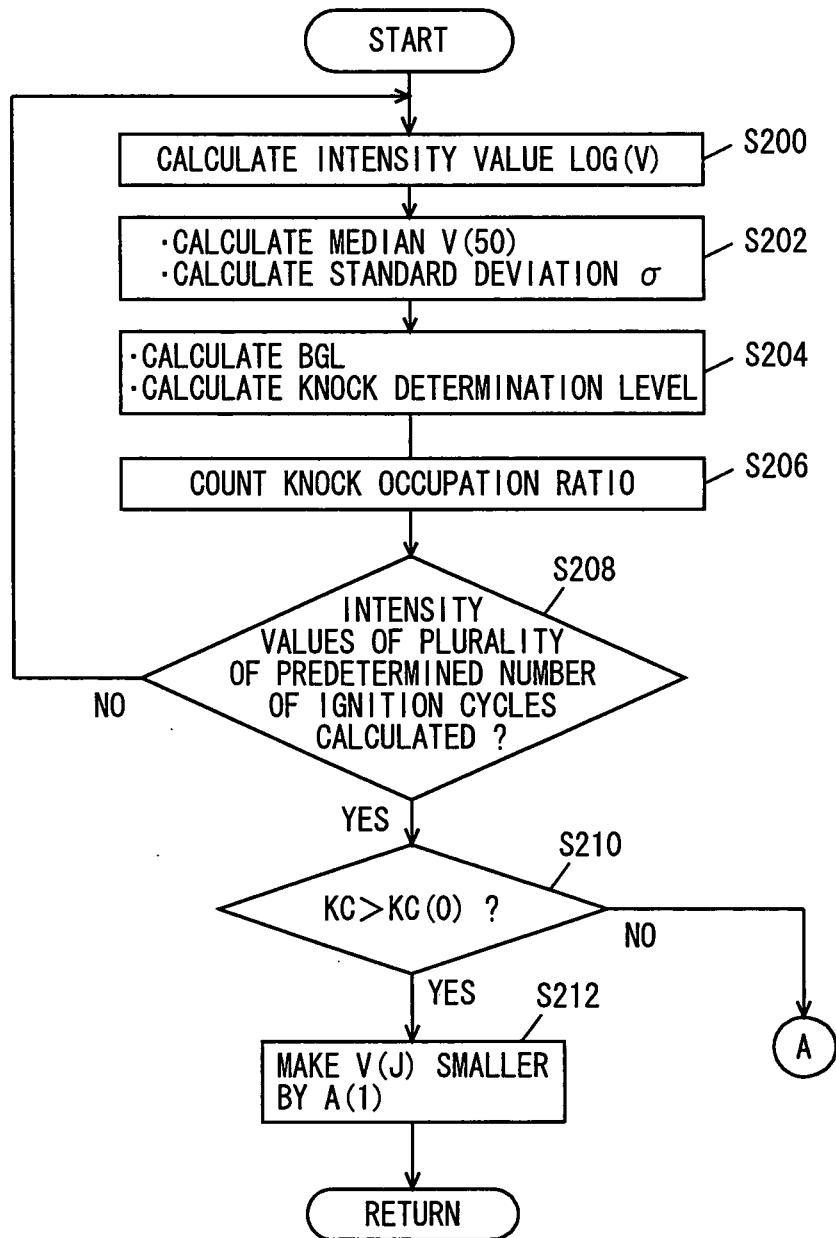 START
CALCULATE INTENSITY VALUE LOG(V)
S200
·CALCULATE MEDIAN V(50)
·CALCULATE STANDARD DEVIATION σ
S202
·CALCULATE BGL
·CALCULATE KNOCK DETERMINATION LEVEL
S204
COUNT KNOCK OCCUPATION RATIO
S206
S208
INTENSITY
VALUES OF PLURALITY
OF PREDETERMINED NUMBER
OF IGNITION CYCLES
CALCULATED ?
NO
YES
S210
KC>KC(0) ?
NO
YES
S212
MAKE V(J) SMALLER
BY A(1)
A
RETURN